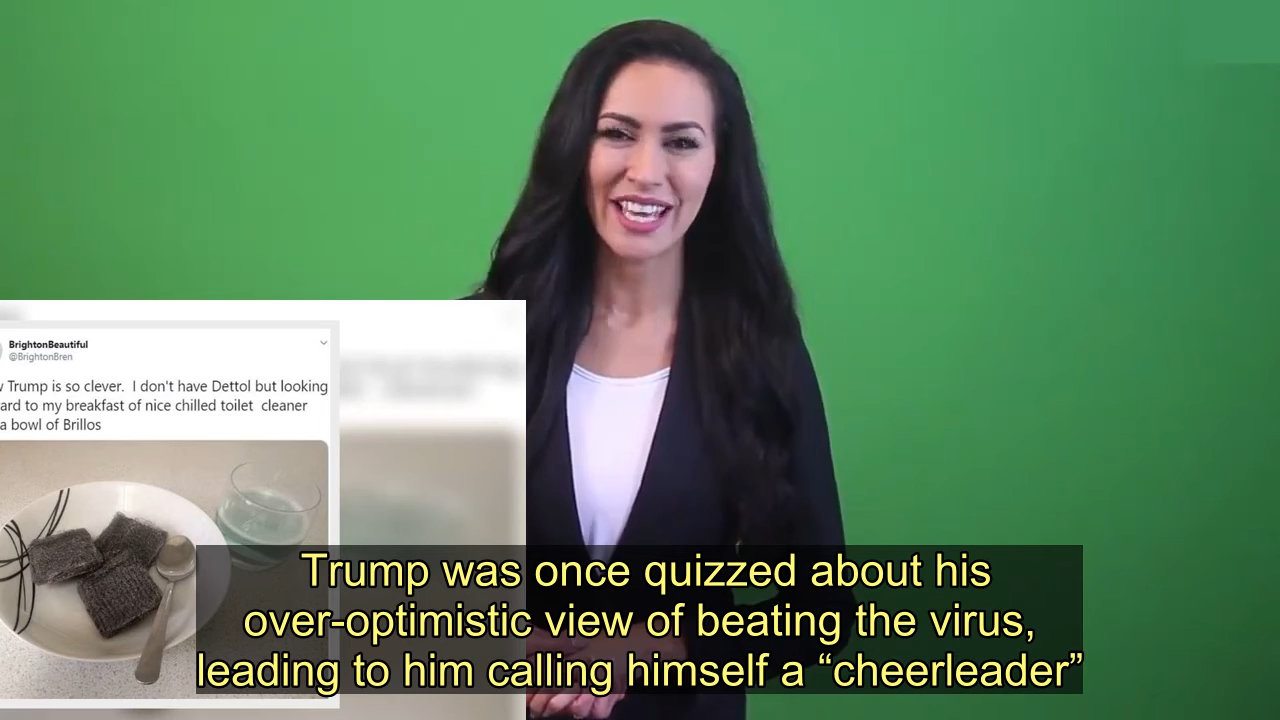 BrightonBeautiful
@BrightonBren
Trump is so clever. I don't have Dettol but looking
to my breakfast of nice chilled toilet cleaner
a bowl of Brillos
Trump was once quizzed about his
over-optimistic view of beating the virus,
leading to him calling himself a “cheerleader”